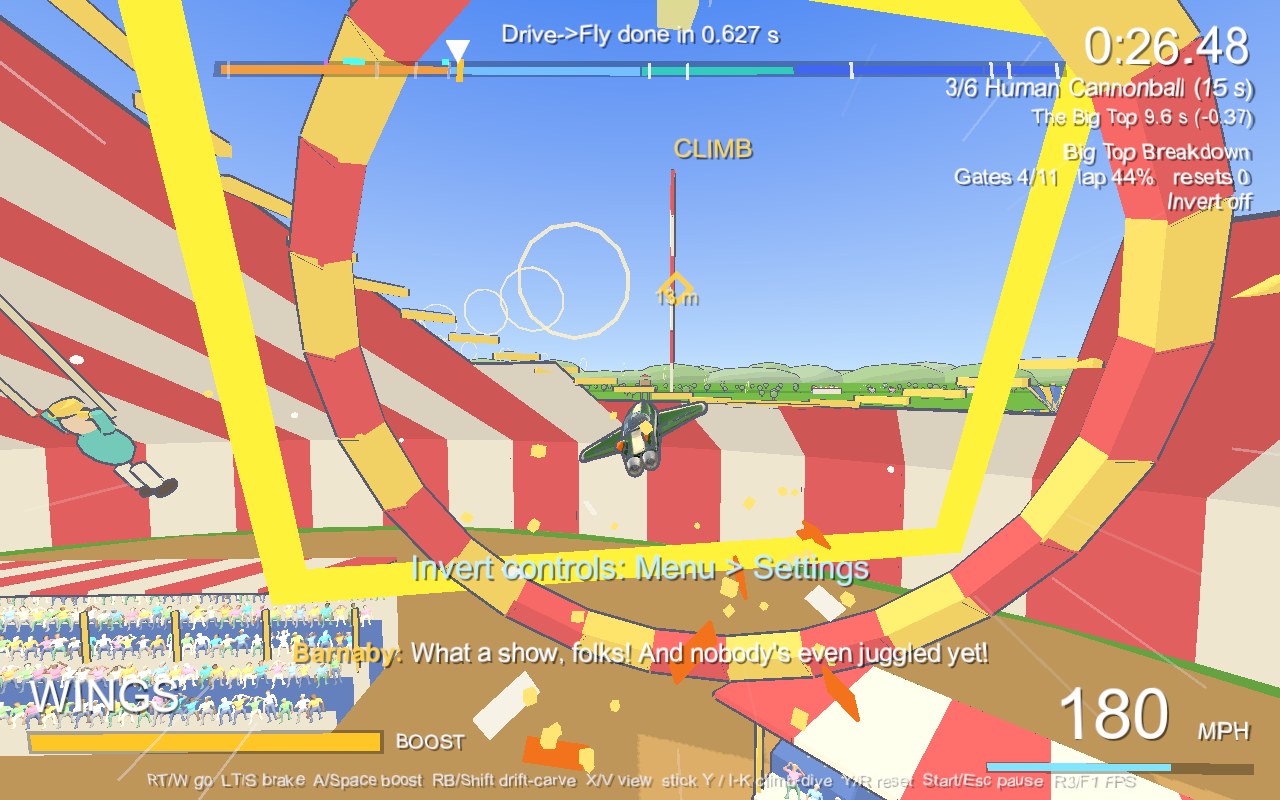 Drive->Fly done in 0.627 s
0:26.48
3/6 Human Cannonball (15 s)
The Big Top 9.6 s (-0.37)
Big Top Breakdown
Gates 4/11 lap 44% resets 0
Invert off
CLIMB
13 m
Invert controls: Menu > Settings
Barnaby: What a show, folks! And nobody's even juggled yet!
WINGS
BOOST
180 MPH
RT/W go LT/S brake A/Space boost RB/Shift drift-carve X/V view stick Y / I-K climb-dive Y/R reset Start/Esc pause R3/F1 FPS